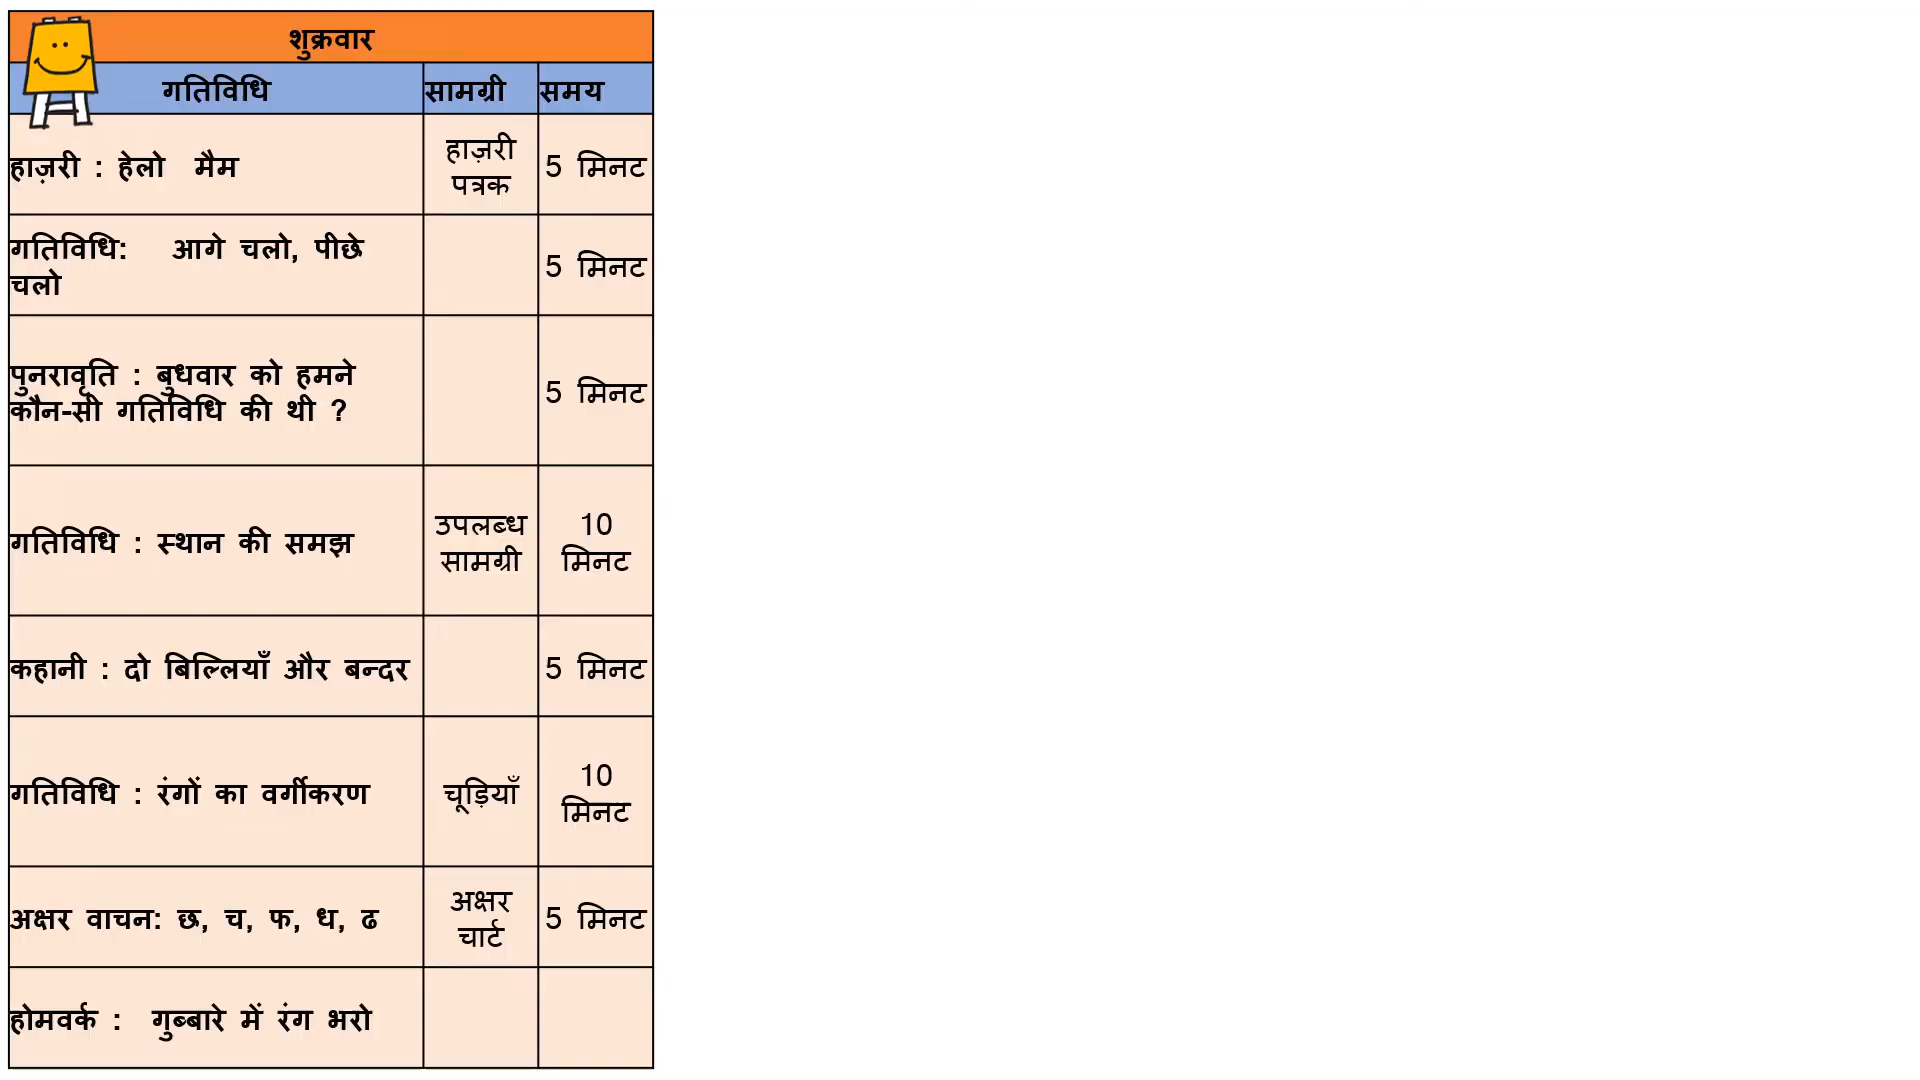 शुक्रवार
गतिविधि सामग्री समय
हाज़री : हेलो मैम
हाज़री
पत्रक
5 मिनट
गतिविधि: आगे चलो, पीछे
चलो
5 मिनट
पुनरावृति : बुधवार को हमने
कौन-सी गतिविधि की थी ?
5 मिनट
गतिविधि : स्थान की समझ
उपलब्ध
सामग्री
10
मिनट
कहानी : दो बिल्लियाँ और बन्दर
5 मिनट
गतिविधि : रंगों का वर्गीकरण
चूड़ियाँ
10
मिनट
अक्षर वाचन: छ, च, फ, ध, ढ
अक्षर
चार्ट
5 मिनट
होमवर्क : गुब्बारे में रंग भरो